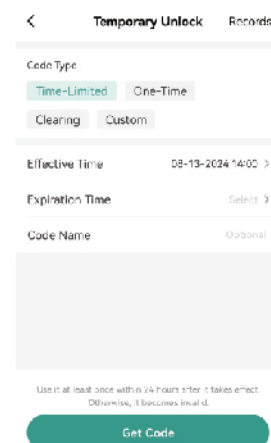 Temporary Unlock Records
Code Type
Time-Limited One-Time
Clearing Custom
Effective Time 08-13-2024 14:00
Expiration Time Select
Code Name Optional
Use it at least once within 24 hours after it takes effect.
Otherwise, it becomes invalid.
Get Code